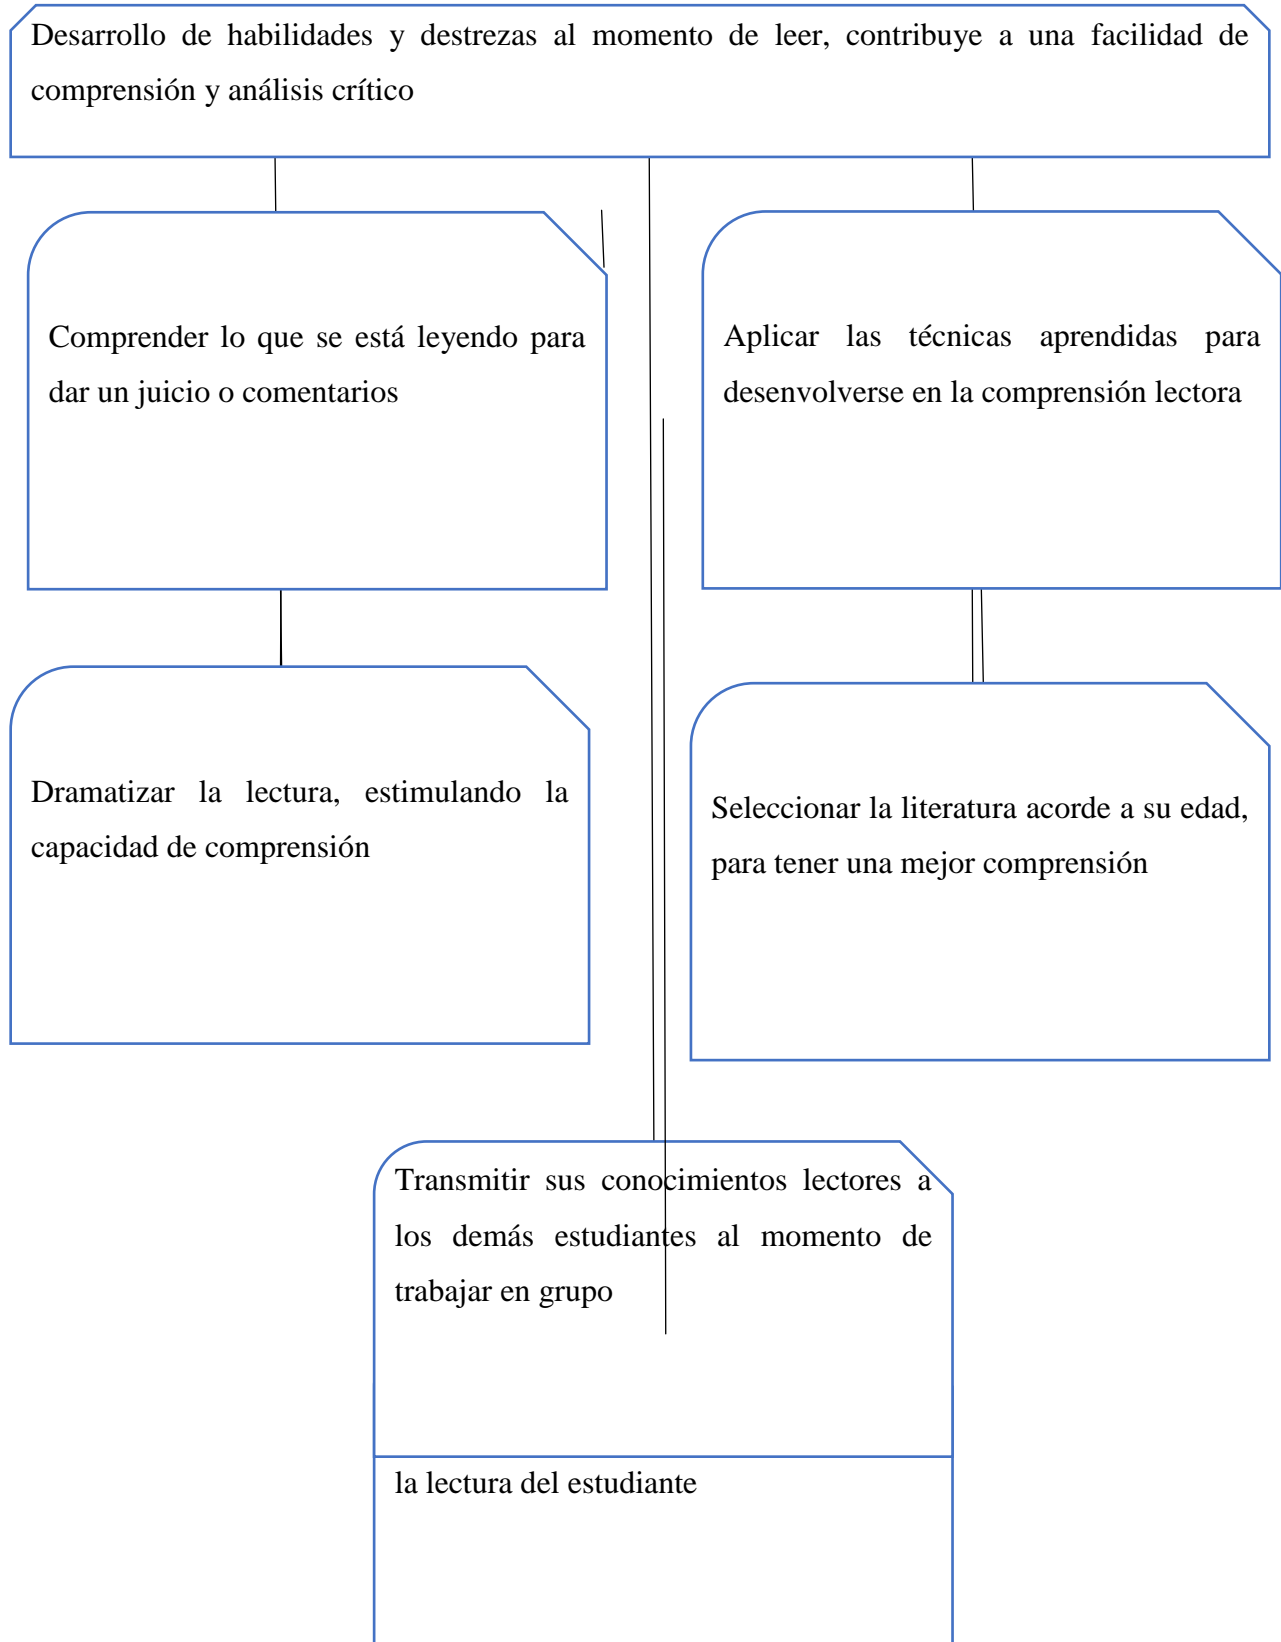 Desarrollo de habilidades y destrezas al momento de leer, contribuye a una facilidad de
comprensión y análisis crítico
Comprender lo que se está leyendo para
dar un juicio o comentarios
Aplicar las técnicas aprendidas para
desenvolverse en la comprensión lectora
Dramatizar la lectura, estimulando la
capacidad de comprensión
Seleccionar la literatura acorde a su edad,
para tener una mejor comprensión
Transmitir sus conocimientos lectores a
los demás estudiantes al momento de
trabajar en grupo
la lectura del estudiante